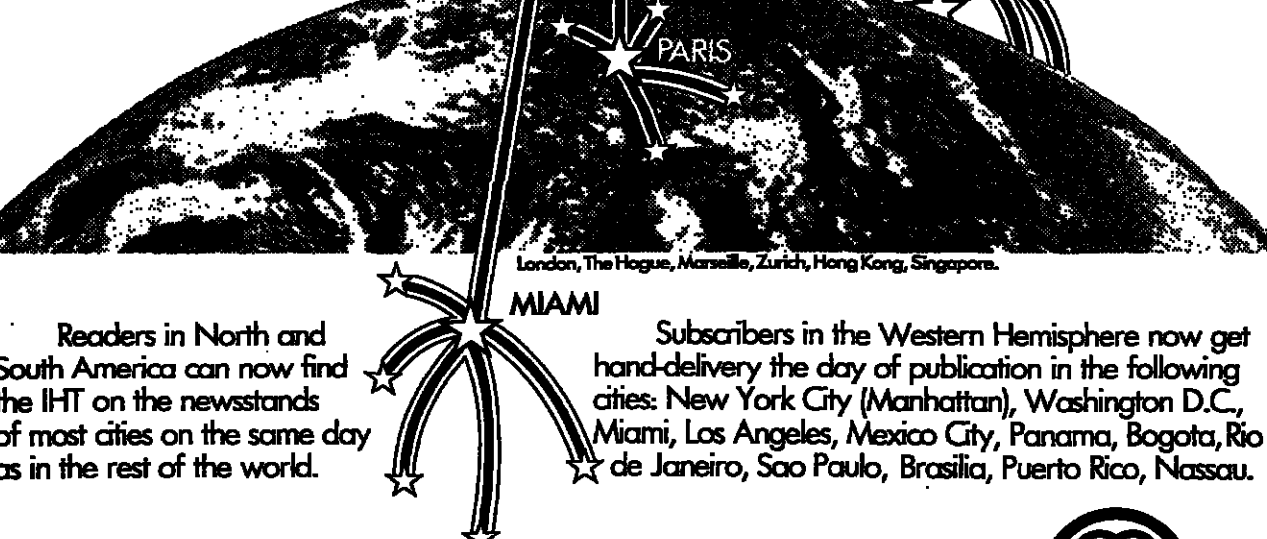 PARIS
London, The Hague, Marseille, Zurich, Hong Kong, Singapore.
MIAMI
Readers in North and
South America can now find
the IHT on the newsstands
of most cities on the same day
as in the rest of the world.
Subscribers in the Western Hemisphere now get
hand-delivery the day of publication in the following
cities: New York City (Manhattan), Washington D.C.,
Miami, Los Angeles, Mexico City, Panama, Bogota, Rio
de Janeiro, Sao Paulo, Brasilia, Puerto Rico, Nassau.